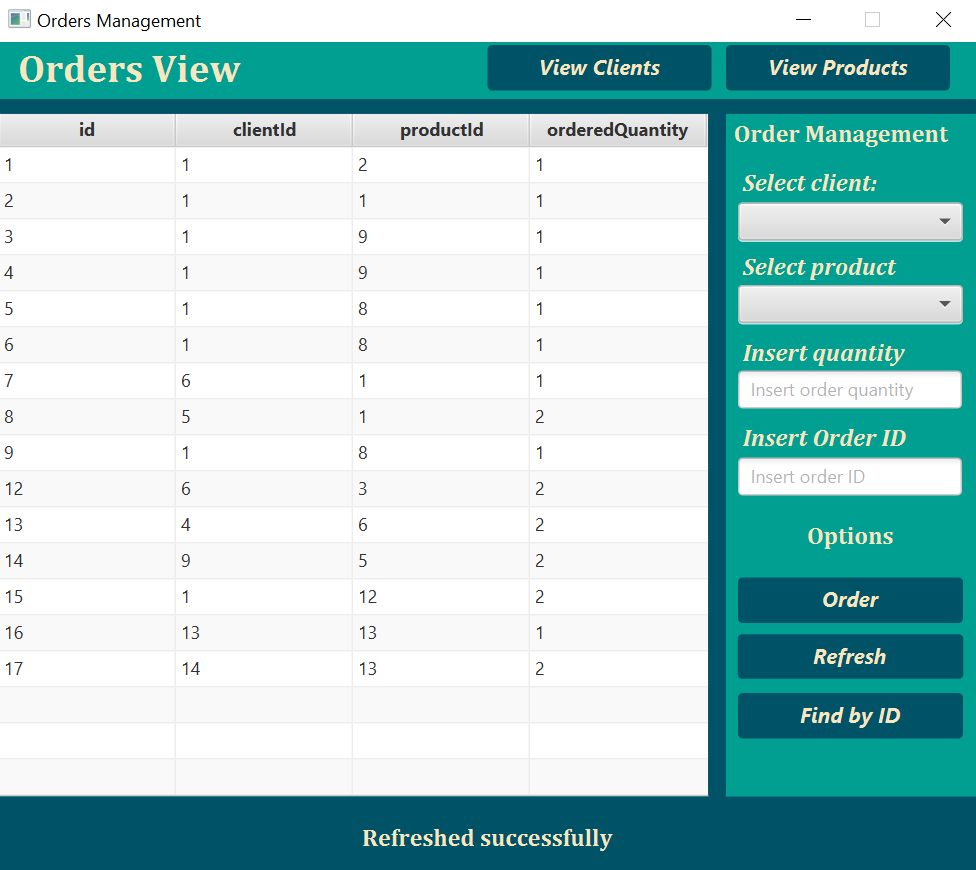 Orders Management
Orders View
View Clients
View Products
id clientId productId orderedQuantity
1 1 2 1
2 1 1 1
3 1 9 1
4 1 9 1
5 1 8 1
6 1 8 1
7 6 1 1
8 5 1 2
9 1 8 1
12 6 3 2
13 4 6 2
14 9 5 2
15 1 12 2
16 13 13 1
17 14 13 2
Order Management
Select client:
Select product
Insert quantity
Insert order quantity
Insert Order ID
Insert order ID
Options
Order
Refresh
Find by ID
Refreshed successfully